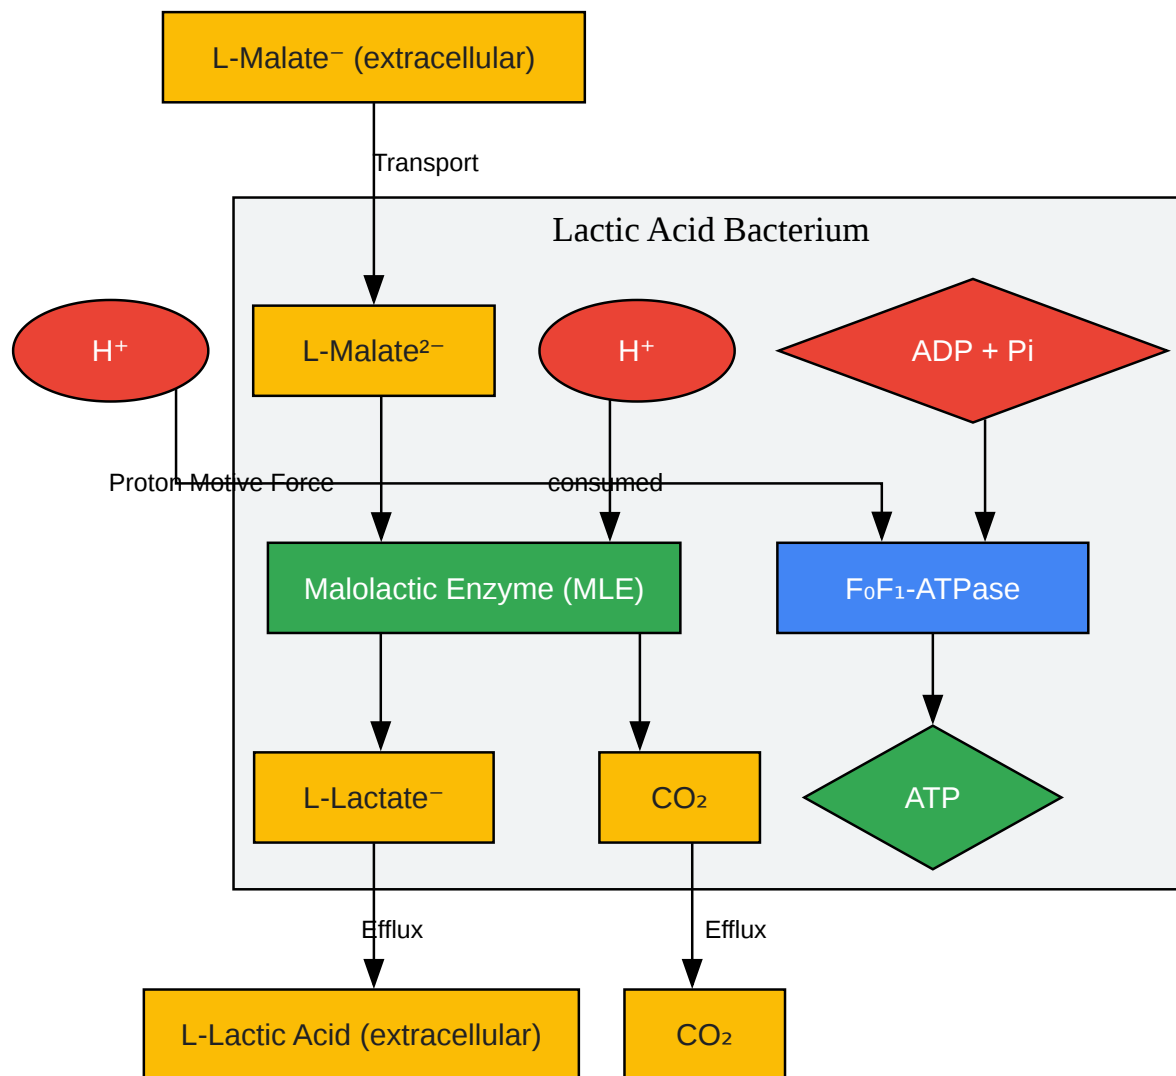 L-Malate⁻ (extracellular)
Transport
Lactic Acid Bacterium
H⁺
L-Malate²⁻
H⁺
ADP + Pi
Proton Motive Force
consumed
Malolactic Enzyme (MLE)
F₀F₁-ATPase
L-Lactate⁻
CO₂
ATP
Efflux
Efflux
L-Lactic Acid (extracellular)
CO₂